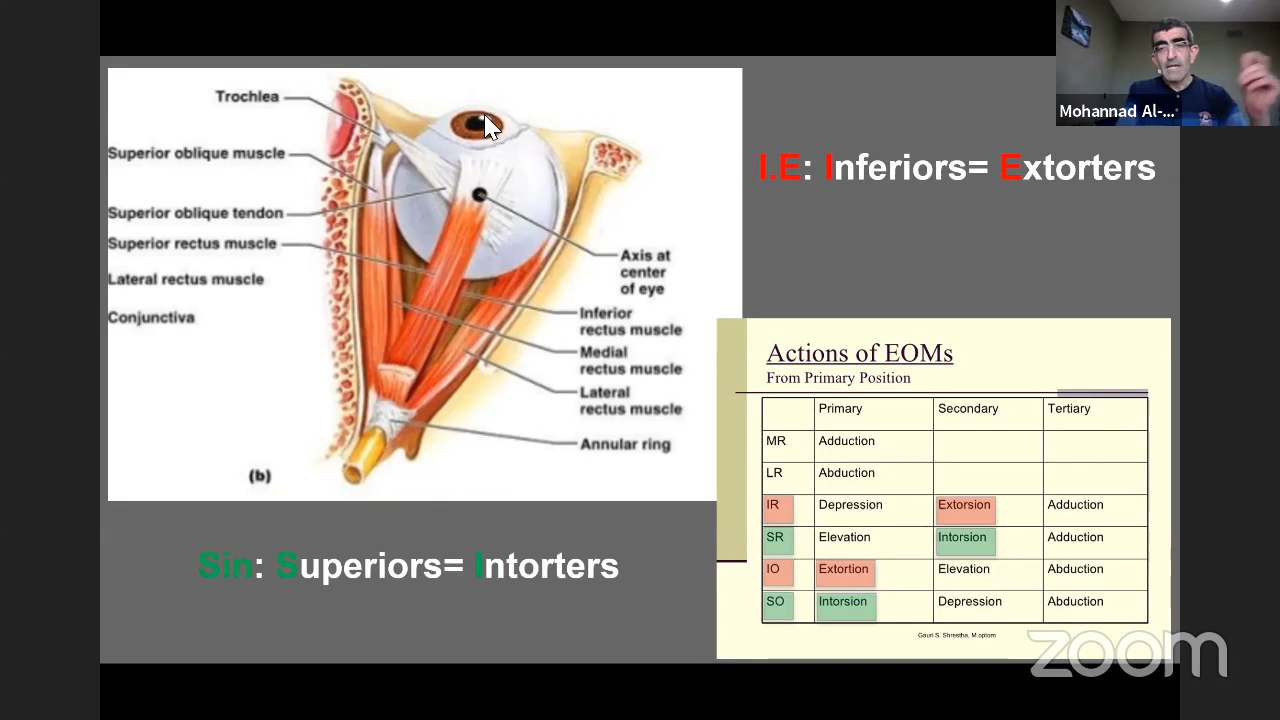 Mohannad Al-...
Trochlea
Superior oblique muscle
Superior oblique tendon
Superior rectus muscle
Lateral rectus muscle
Conjunctiva
Axis at
center
of eye
Inferior
rectus muscle
Medial
rectus muscle
Lateral
rectus muscle
Annular ring
(b)
I.E: Inferiors= Extorters
Sin: Superiors= Intorters
Actions of EOMs
From Primary Position
Primary Secondary Tertiary
MR Adduction
LR Abduction
IR Depression Extorsion Adduction
SR Elevation Intorsion Adduction
IO Extortion Elevation Abduction
SO Intorsion Depression Abduction
Gauri S. Shrestha, M.optom
zoom